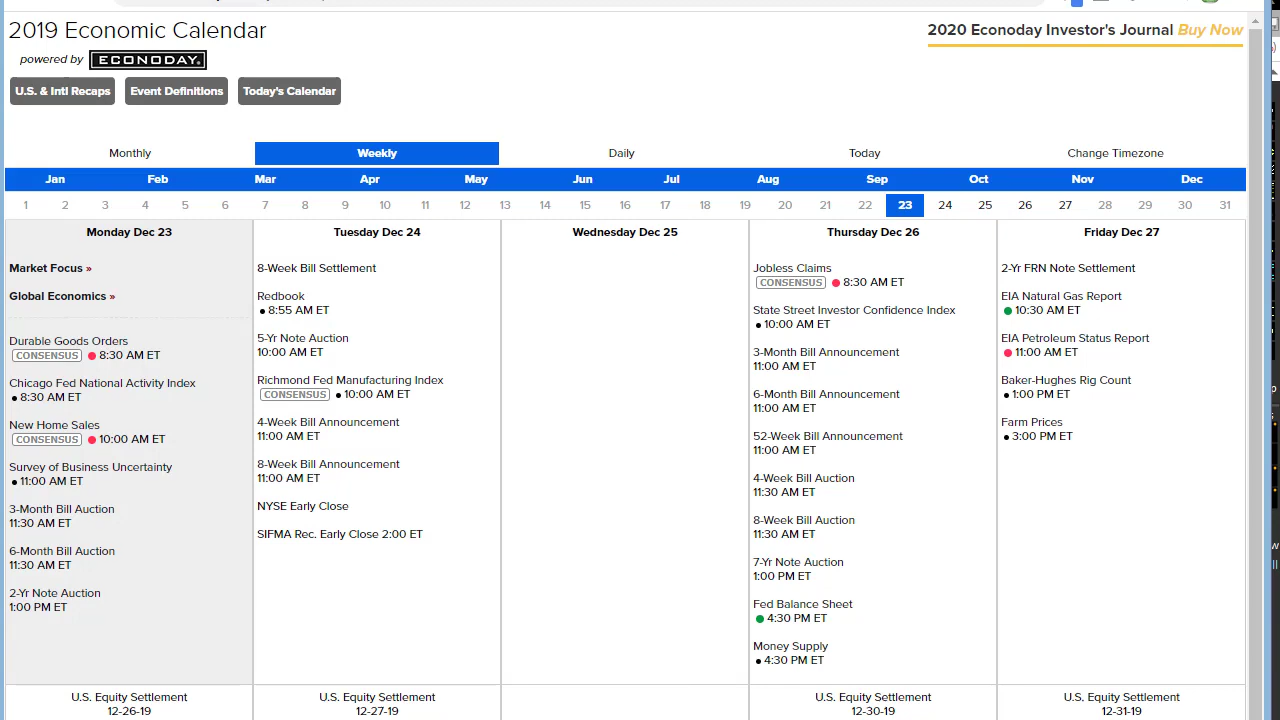 2019 Economic Calendar
2020 Econoday Investor's Journal Buy Now
powered by ECONODAY
U.S. & Intl Recaps Event Definitions Today's Calendar
Monthly Weekly Daily Today Change Timezone
Jan Feb Mar Apr May Jun Jul Aug Sep Oct Nov Dec
1 2 3 4 5 6 7 8 9 10 11 12 13 14 15 16 17 18 19 20 21 22 23 24 25 26 27 28 29 30 31
Monday Dec 23
Market Focus »
Global Economics »
Durable Goods Orders
CONSENSUS 8:30 AM ET
Chicago Fed National Activity Index
8:30 AM ET
New Home Sales
CONSENSUS 10:00 AM ET
Survey of Business Uncertainty
11:00 AM ET
3-Month Bill Auction
11:30 AM ET
6-Month Bill Auction
11:30 AM ET
2-Yr Note Auction
1:00 PM ET
U.S. Equity Settlement
12-26-19
Tuesday Dec 24
8-Week Bill Settlement
Redbook
8:55 AM ET
5-Yr Note Auction
10:00 AM ET
Richmond Fed Manufacturing Index
CONSENSUS 10:00 AM ET
4-Week Bill Announcement
11:00 AM ET
8-Week Bill Announcement
11:00 AM ET
NYSE Early Close
SIFMA Rec. Early Close 2:00 ET
U.S. Equity Settlement
12-27-19
Wednesday Dec 25
Thursday Dec 26
Jobless Claims
CONSENSUS 8:30 AM ET
State Street Investor Confidence Index
10:00 AM ET
3-Month Bill Announcement
11:00 AM ET
6-Month Bill Announcement
11:00 AM ET
52-Week Bill Announcement
11:00 AM ET
4-Week Bill Auction
11:30 AM ET
8-Week Bill Auction
11:30 AM ET
7-Yr Note Auction
1:00 PM ET
Fed Balance Sheet
4:30 PM ET
Money Supply
4:30 PM ET
U.S. Equity Settlement
12-30-19
Friday Dec 27
2-Yr FRN Note Settlement
EIA Natural Gas Report
10:30 AM ET
EIA Petroleum Status Report
11:00 AM ET
Baker-Hughes Rig Count
1:00 PM ET
Farm Prices
3:00 PM ET
U.S. Equity Settlement
12-31-19